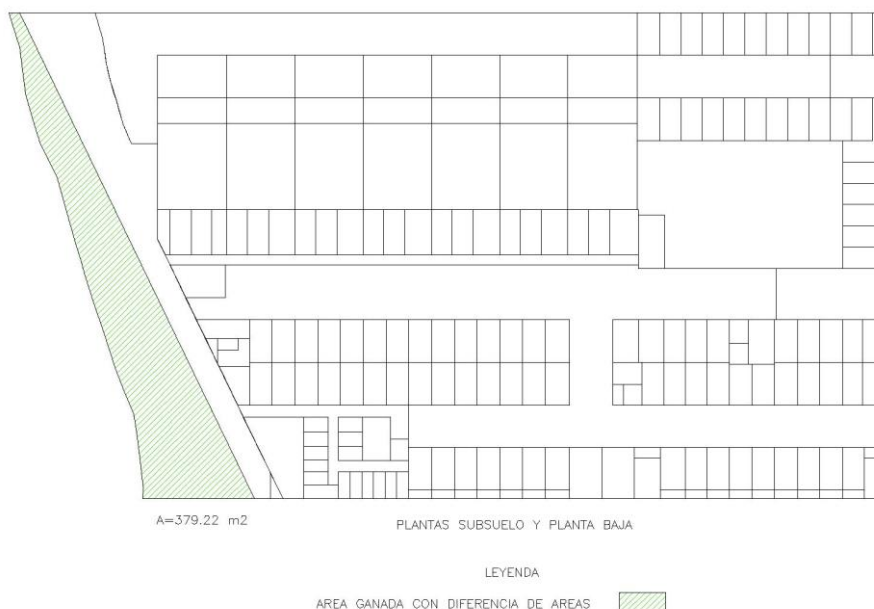 A=379.22 m2
PLANTAS SUBSUELO Y PLANTA BAJA
LEYENDA
AREA GANADA CON DIFERENCIA DE AREAS